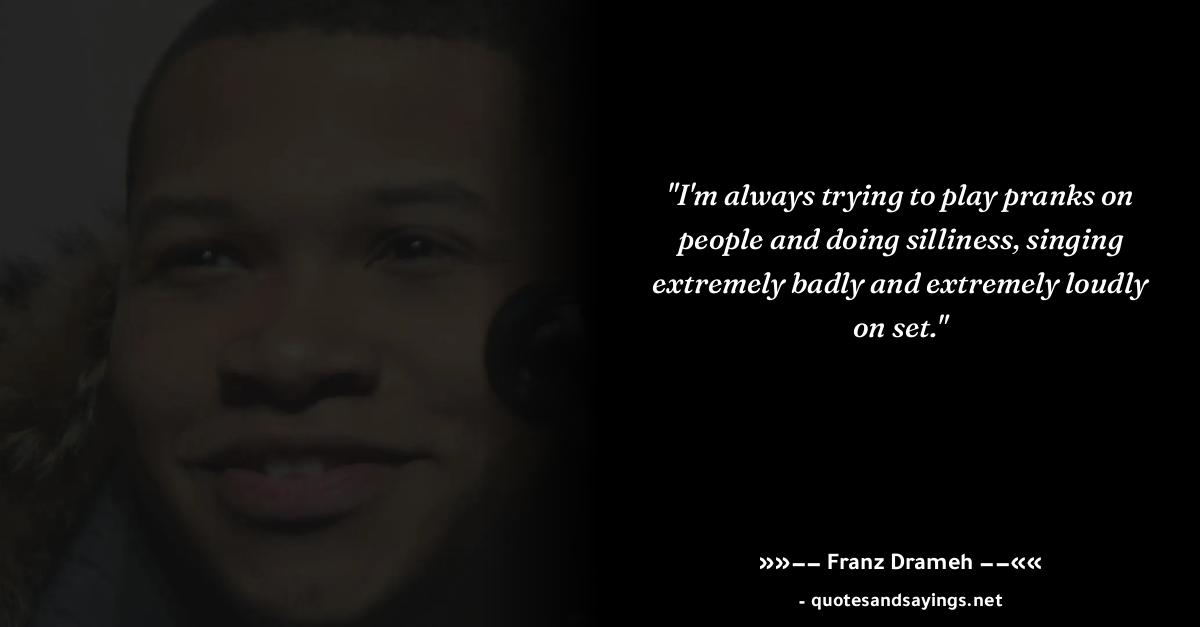 "I'm always trying to play pranks on
people and doing silliness, singing
extremely badly and extremely loudly
on set."
»»−− Franz Drameh −−««
- quotesandsayings.net